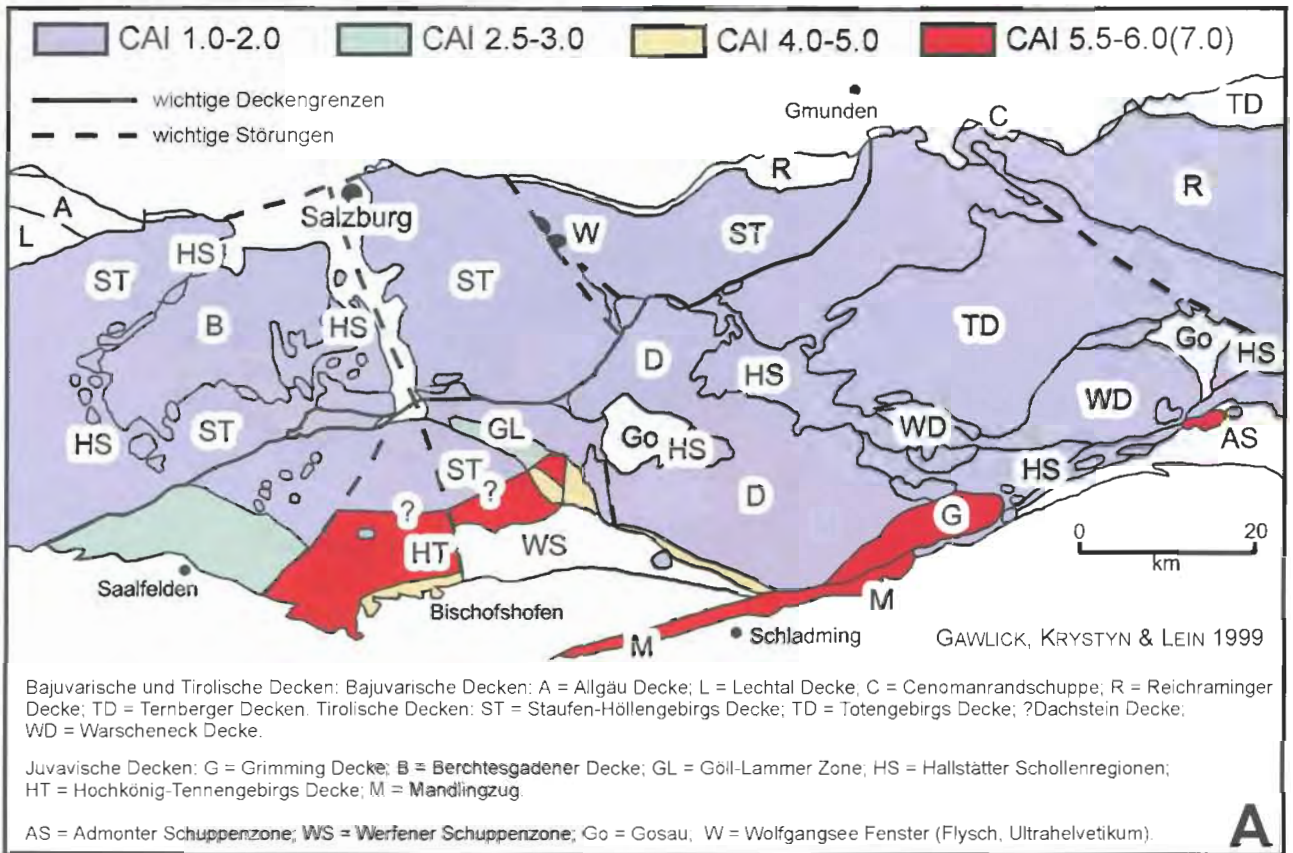 CAI 1.0-2.0 CAI 2.5-3.0 CAI 4.0-5.0 CAI 5.5-6.0(7.0)
wichtige Deckengrenzen
wichtige Störungen
Gmunden
C
TD
R
R
A
L
Salzburg
HS
ST
W
ST
ST
B
HS
TD
Go
HS
D
HS
WD
HS
ST
GL
Go
HS
WD
AS
HS
ST
?
?
D
G
HT
WS
0 20
km
Saalfelden
Bischofshofen
M
M
Schladming
GAWLICK, KRYSTYN & LEIN 1999
Bajuvarische und Tirolische Decken: Bajuvarische Decken: A = Allgäu Decke; L = Lechtal Decke; C = Cenomanrandschuppe; R = Reichraminger
Decke; TD = Ternberger Decken. Tirolische Decken: ST = Staufen-Höllengebirgs Decke; TD = Totengebirgs Decke; ?Dachstein Decke;
WD = Warscheneck Decke.
Juvavische Decken: G = Grimming Decke; B = Berchtesgadener Decke; GL = Göll-Lammer Zone; HS = Hallstätter Schollenregionen;
HT = Hochkönig-Tennengebirgs Decke; M = Mandlingzug.
AS = Admonter Schuppenzone; WS = Werfener Schuppenzone; Go = Gosau; W = Wolfgangsee Fenster (Flysch, Ultrahelvetikum).
A